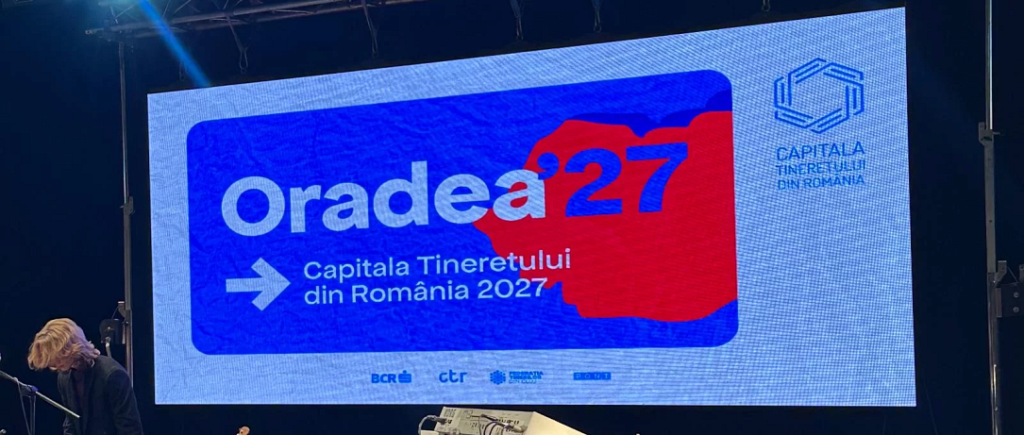 Oradea'27
Capitala Tineretului
din România 2027
CAPITALA
TINERETULUI
DIN ROMÂNIA
BCR
ctr